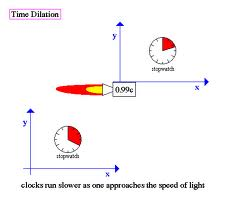 Time Dilation
y
stopwatch
0.99c
x
y
stopwatch
x
clocks run slower as one approaches the speed of light